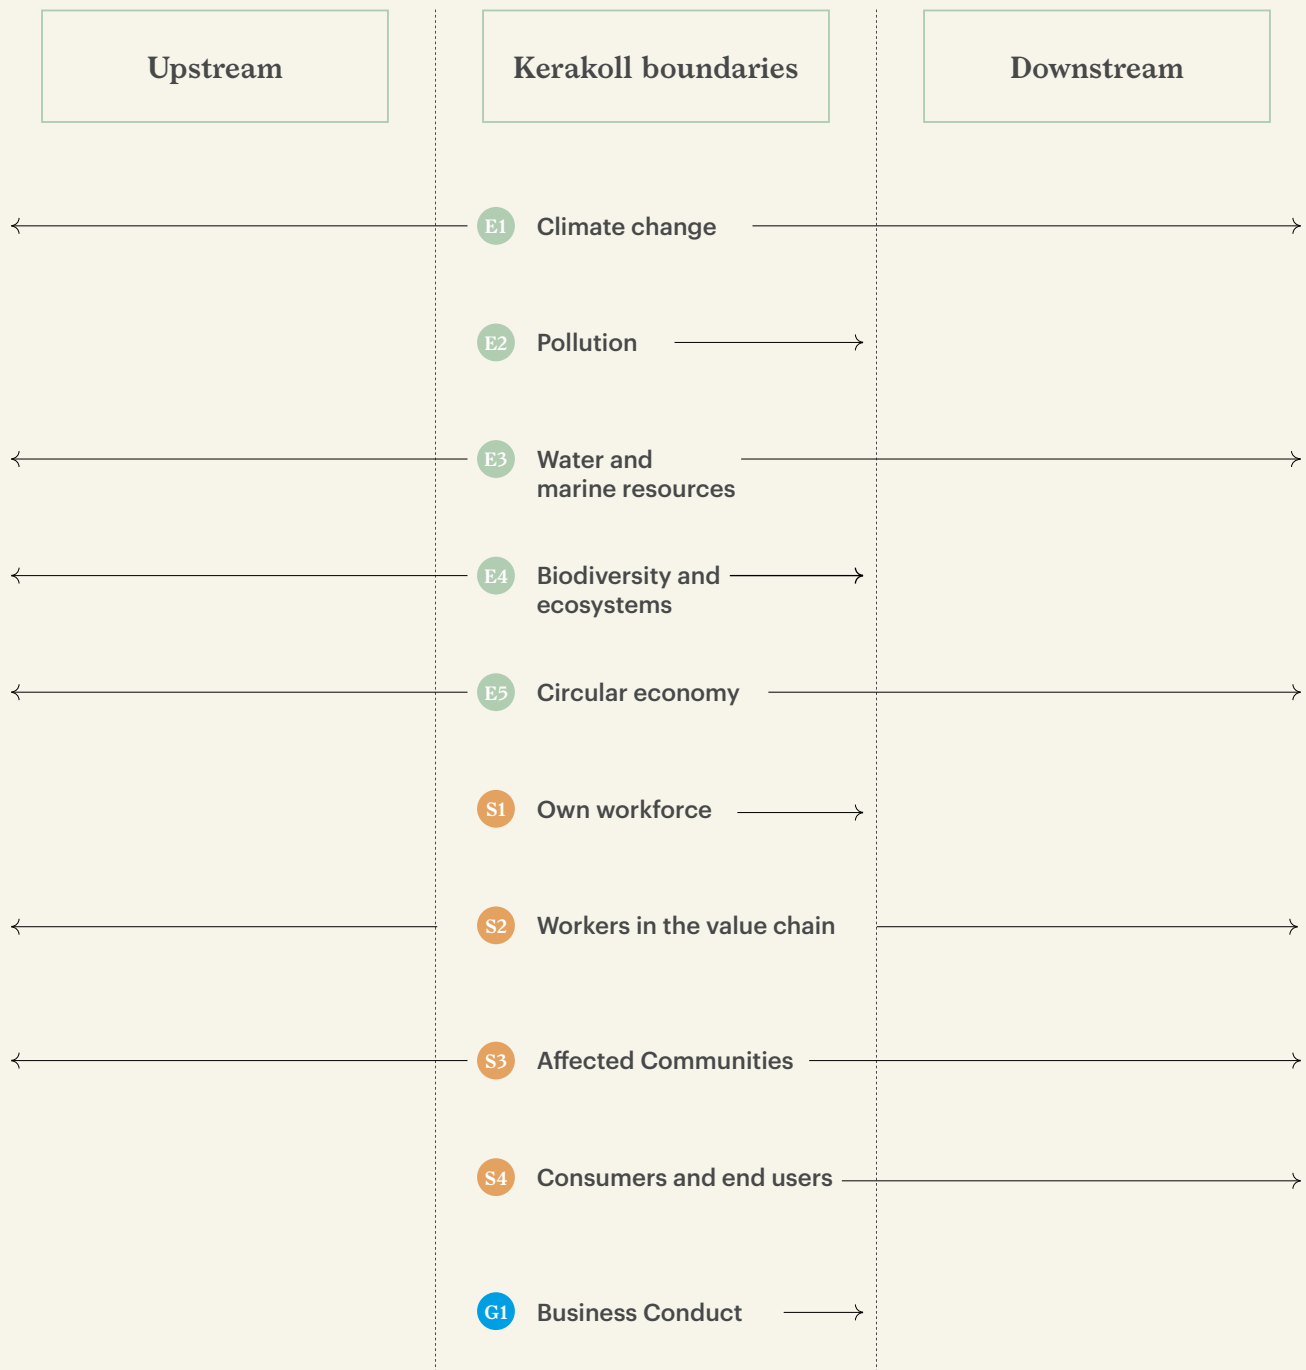 Upstream
Kerakoll boundaries
Downstream
E1 Climate change
E2 Pollution
E3 Water and
marine resources
E4 Biodiversity and
ecosystems
E5 Circular economy
S1 Own workforce
S2 Workers in the value chain
S3 Affected Communities
S4 Consumers and end users
G1 Business Conduct